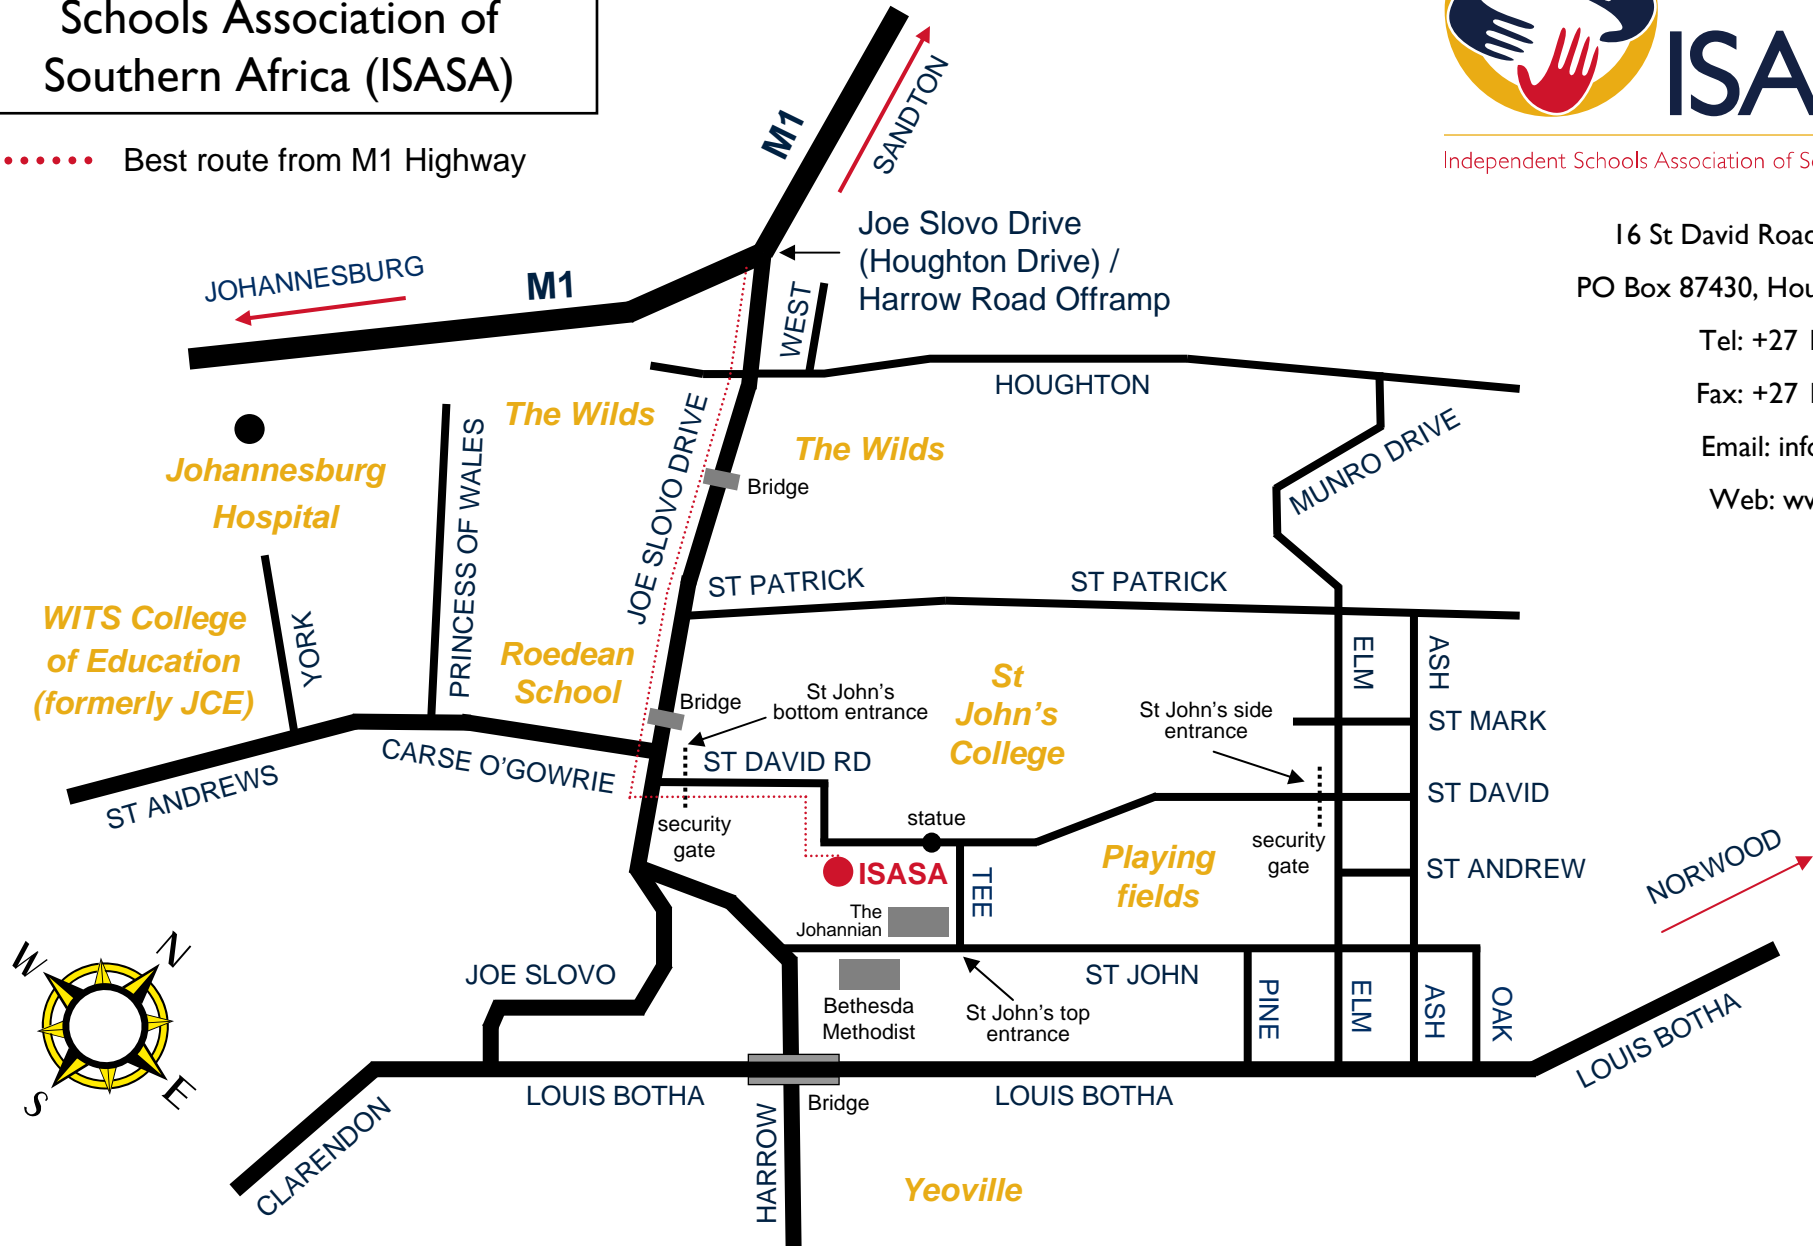 Schools Association of
Southern Africa (ISASA)
Best route from M1 Highway
ISA
Independent Schools Association of
16 St David Road
PO Box 87430,
Tel: +27
Fax: +27
Email:
Web:
M1
SANDTON
JOHANNESBURG
M1
Joe Slovo Drive
(Houghton Drive) /
Harrow Road Offramp
WEST
HOUGHTON
The Wilds
The Wilds
Johannesburg
Hospital
PRINCESS OF WALES
JOE SLOVO DRIVE
Bridge
MUNRO DRIVE
ST PATRICK
ST PATRICK
WITS College
of Education
(formerly JCE)
YORK
Roedean
School
Bridge
St John's
bottom entrance
St
John's
College
St John's side
entrance
ELM
ASH
ST MARK
CARSE O'GOWRIE
ST ANDREWS
ST DAVID RD
ST DAVID
security
gate
statue
security
gate
ISASA
TEE
Playing
fields
ST ANDREW
NORWOOD
The
Johannian
W
N
S
E
JOE SLOVO
Bethesda
Methodist
St John's top
entrance
ST JOHN
PINE
ELM
ASH
OAK
LOUIS BOTHA
LOUIS BOTHA
Bridge
LOUIS BOTHA
CLARENDON
HARROW
Yeoville